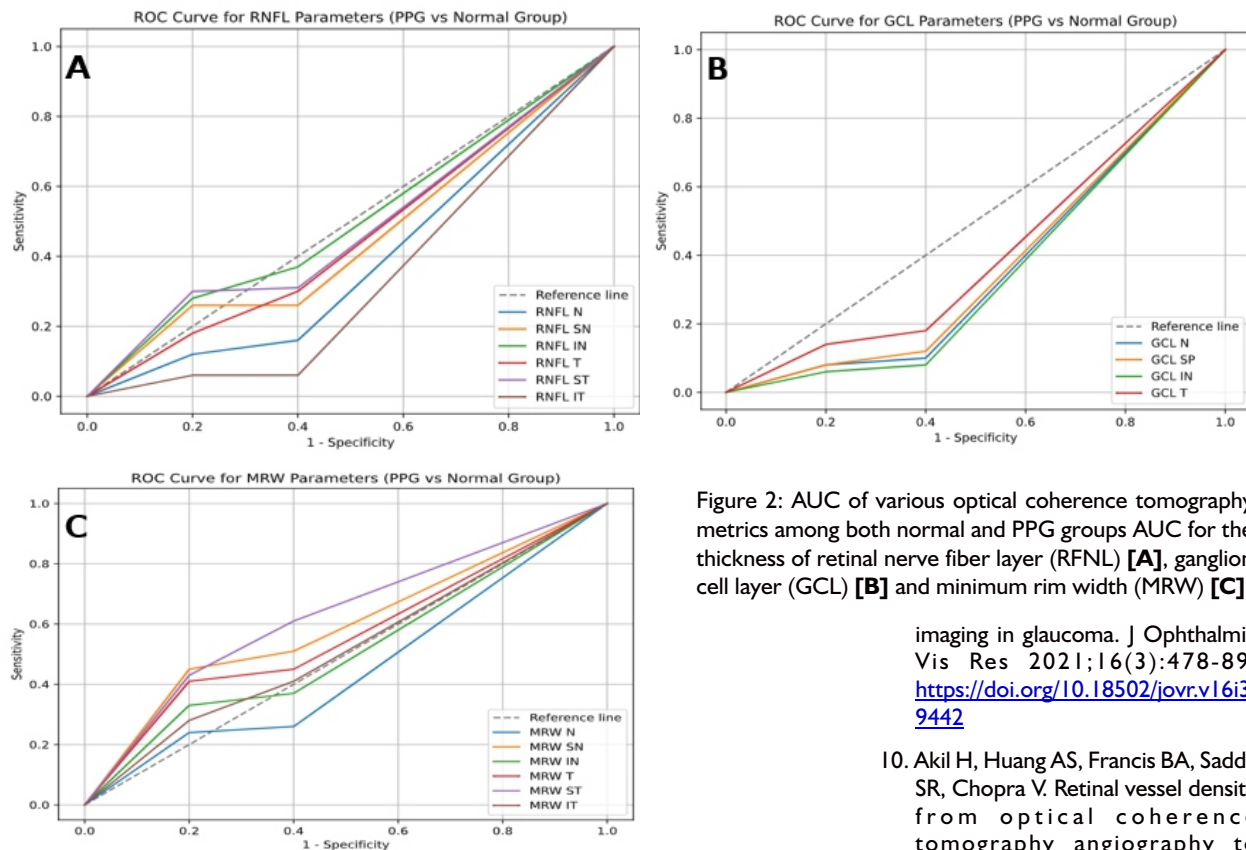 ROC Curve for RNFL Parameters (PPG vs Normal Group)
A
1.0
0.8
0.6
0.4
0.2
0.0
Sensitivity
Reference line
RNFL N
RNFL SN
RNFL IN
RNFL T
RNFL ST
RNFL IT
0.0 0.2 0.4 0.6 0.8 1.0
1 - Specificity
ROC Curve for GCL Parameters (PPG vs Normal Group)
B
1.0
0.8
0.6
0.4
0.2
0.0
Sensitivity
Reference line
GCL N
GCL SP
GCL IN
GCL T
0.0 0.2 0.4 0.6 0.8 1.0
1 - Specificity
ROC Curve for MRW Parameters (PPG vs Normal Group)
C
1.0
0.8
0.6
0.4
0.2
0.0
Sensitivity
Reference line
MRW N
MRW SN
MRW IN
MRW T
MRW ST
MRW IT
0.0 0.2 0.4 0.6 0.8 1.0
1 - Specificity
Figure 2: AUC of various optical coherence tomography
metrics among both normal and PPG groups AUC for the
thickness of retinal nerve fiber layer (RFNL) [A], ganglion
cell layer (GCL) [B] and minimum rim width (MRW) [C]
imaging in glaucoma. J Ophthalmi
Vis Res 2021;16(3):478-89
https://doi.org/10.18502/jovr.v16i3
9442
10. Akil H, Huang AS, Francis BA, Sadd
SR, Chopra V. Retinal vessel densit
from optical coherence
tomography angiography to